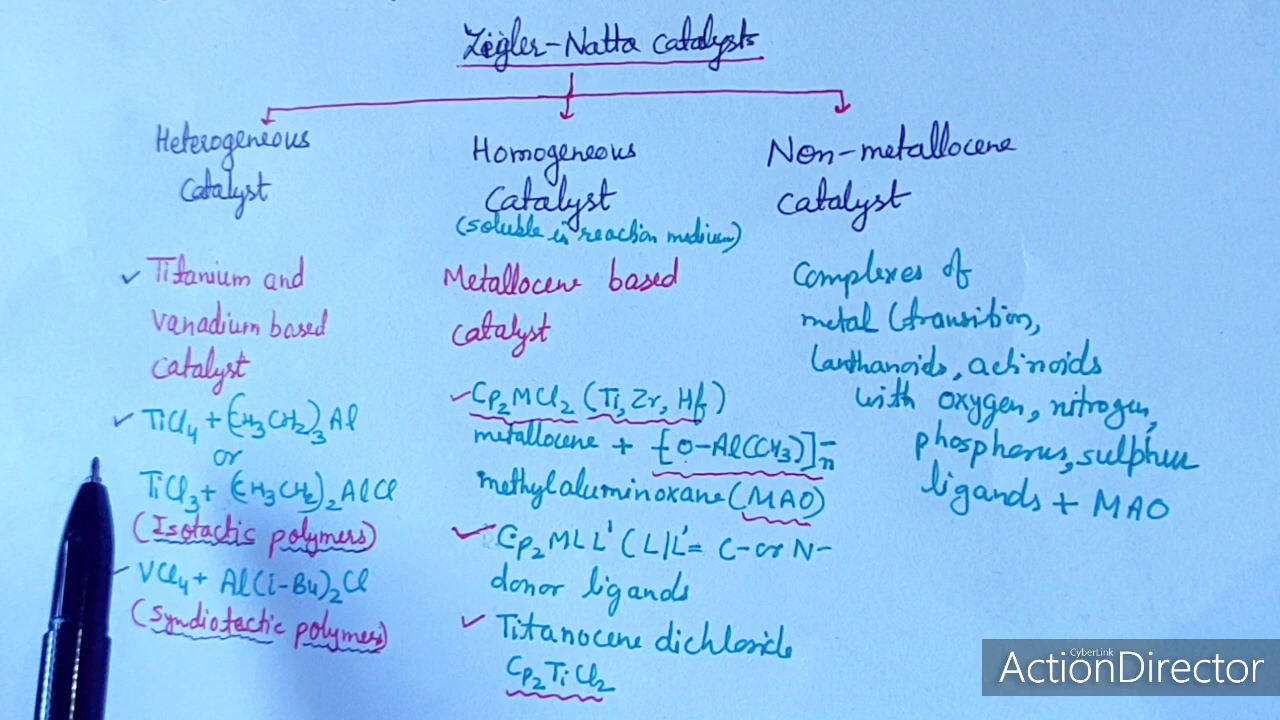 Ziegler-Natta Catalysts
Heterogeneous
Catalyst
Titanium and
vanadium based
catalyst
TiCl4 + (CH3CH2)3Al
or
TiCl3 + (CH3CH2)2AlCl
(Isotactic polymers)
VCl4 + Al(i-Bu)2Cl
(Syndiotactic polymers)
Homogeneous
Catalyst
(soluble in reaction medium)
Metallocene based
catalyst
Cp2MCl2 (Ti, Zr, Hf)
metallocene + [O-Al(CH3)]n
methylaluminoxane (MAO)
Cp2MLL' (L/L' = C- or N-
donor ligands
Titanocene dichloride
Cp2TiCl2
Non-metallocene
catalyst
Complexes of
metal (transition,
lanthanoids, actinoids
with oxygen, nitrogen,
phosphorus, sulphur
ligands + MAO
CyberLink
ActionDirector